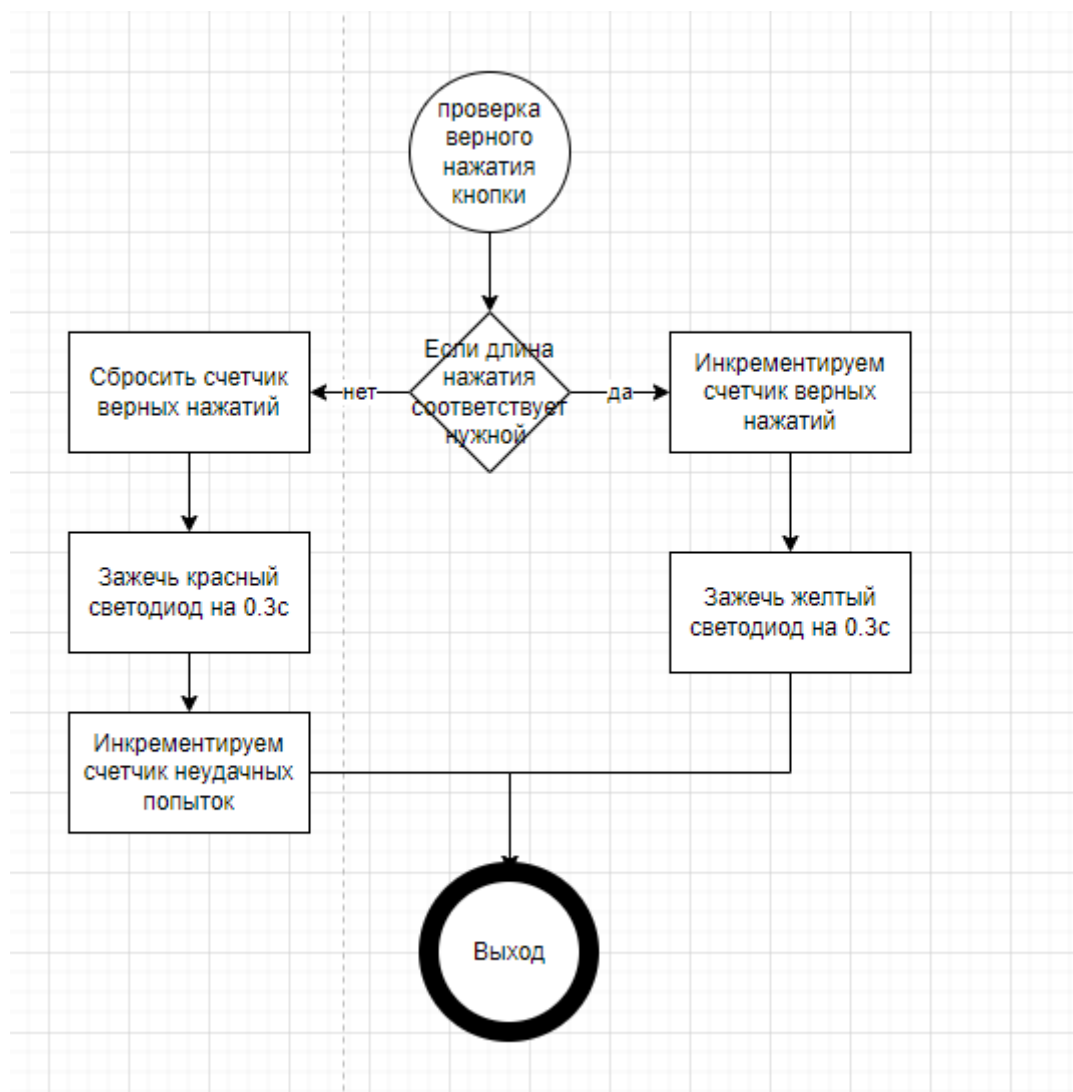 проверка
верного
нажатия
кнопки
Если длина
нажатия
соответствует
нужной
нет
да
Сбросить счетчик
верных нажатий
Инкрементируем
счетчик верных
нажатий
Зажечь красный
светодиод на 0.3с
Зажечь желтый
светодиод на 0.3с
Инкрементируем
счетчик неудачных
попыток
Выход